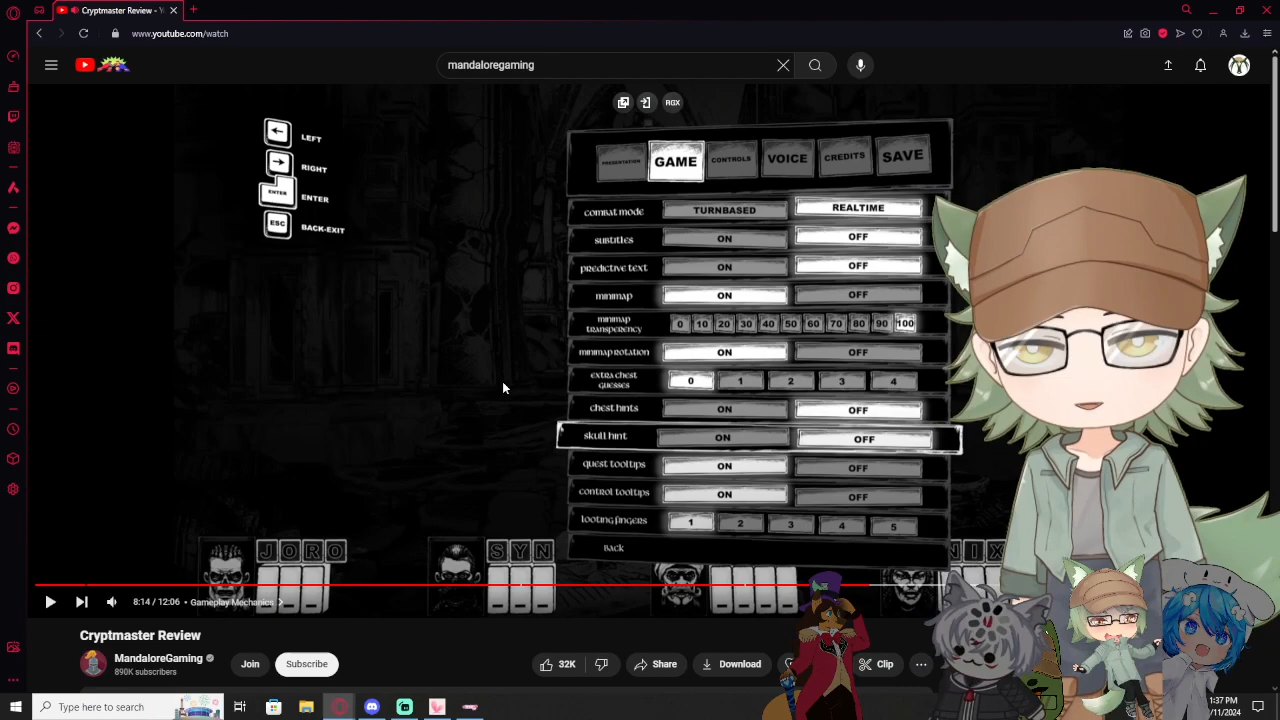 Cryptmaster Review - Y
www.youtube.com/watch
mandaloregaming
RGX
LEFT
RIGHT
ENTER
ENTER
ESC
BACK-EXIT
PRESENTATION
GAME
CONTROLS
VOICE
CREDITS
SAVE
COMBAT MODE
TURNBASED
REALTIME
SUBTITLES
ON
OFF
PREDICTIVE TEXT
ON
OFF
MINIMAP
ON
OFF
MINIMAP TRANSPERENCY
0 10 20 30 40 50 60 70 80 90 100
MINIMAP ROTATION
ON
OFF
EXTRA CHEST GUESSES
0 1 2 3 4
CHEST HINTS
ON
OFF
SKULL HINT
ON
OFF
QUEST TOOLTIPS
ON
OFF
CONTROL TOOLTIPS
ON
OFF
LOOTING FINGERS
1 2 3 4 5
BACK
JORO
SYN
NIX
8:14 / 12:06 • Gameplay Mechanics
Cryptmaster Review
MandaloreGaming
890K subscribers
Join
Subscribe
32K
Share
Download
Clip
Type here to search
1:37 PM
/11/2024